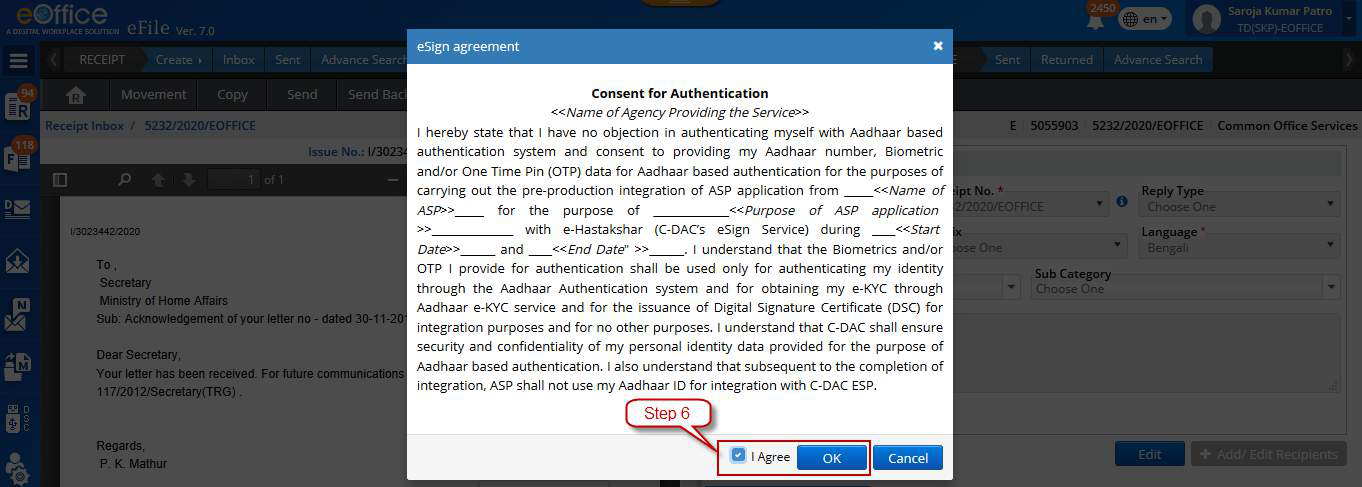 eOffice
A DIGITAL WORKPLACE SOLUTION
eFile Ver. 7.0
2450
en
Saroja Kumar Patro
TD(SKP)-EOFFICE
RECEIPT Create Inbox Sent Advance Search
Sent Returned Advance Search
94
118
DSC
Movement Copy Send Send Bac
Receipt Inbox / 5232/2020/EOFFICE
E 5055903 5232/2020/EOFFICE Common Office Services
Issue No.: I/3023
1 of 1
I/3023442/2020
To ,
Secretary
Ministry of Home Affairs
Sub: Acknowledgement of your letter no - dated 30-11-201
Dear Secretary,
Your letter has been received. For future communications
117/2012/Secretary(TRG) .
Regards,
P. K. Mathur
eSign agreement
Consent for Authentication
<<Name of Agency Providing the Service>>
I hereby state that I have no objection in authenticating myself with Aadhaar based
authentication system and consent to providing my Aadhaar number, Biometric
and/or One Time Pin (OTP) data for Aadhaar based authentication for the purposes of
carrying out the pre-production integration of ASP application from _____<<Name of
ASP>>_____ for the purpose of _____________<<Purpose of ASP application
>>______________ with e-Hastakshar (C-DAC's eSign Service) during ____<<Start
Date>>______ and ____<<End Date" >>______. I understand that the Biometrics and/or
OTP I provide for authentication shall be used only for authenticating my identity
through the Aadhaar Authentication system and for obtaining my e-KYC through
Aadhaar e-KYC service and for the issuance of Digital Signature Certificate (DSC) for
integration purposes and for no other purposes. I understand that C-DAC shall ensure
security and confidentiality of my personal identity data provided for the purpose of
Aadhaar based authentication. I also understand that subsequent to the completion of
integration, ASP shall not use my Aadhaar ID for integration with C-DAC ESP.
Step 6
I Agree OK Cancel
ipt No. * Reply Type
2/2020/EOFFICE Choose One
ix Language *
ose One Bengali
Sub Category
Choose One
Edit + Add/ Edit Recipients